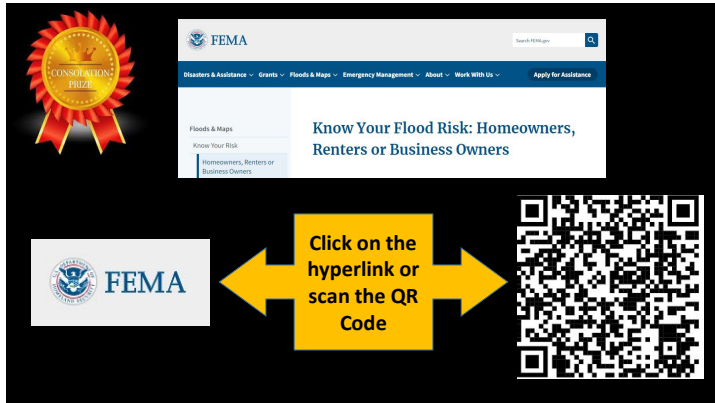 CONSOLATION
PRIZE
FEMA
Search FEMA.gov
Disasters & Assistance Grants Floods & Maps Emergency Management About Work With Us Apply for Assistance
Floods & Maps
Know Your Risk
Homeowners, Renters or
Business Owners
Know Your Flood Risk: Homeowners,
Renters or Business Owners
FEMA
Click on the
hyperlink or
scan the QR
Code